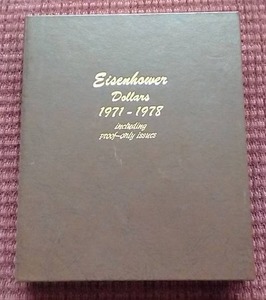 Eisenhower
Dollars
1971-1978
including
proof-only issues